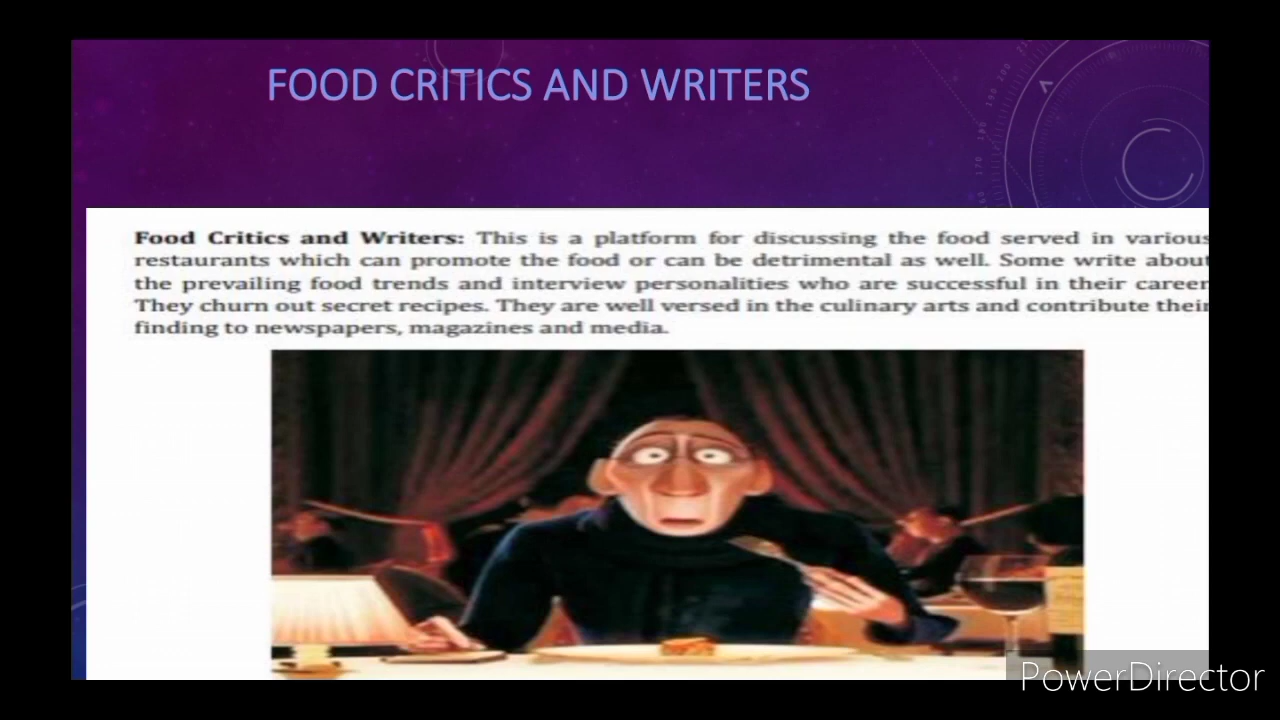 FOOD CRITICS AND WRITERS
Food Critics and Writers: This is a platform for discussing the food served in various
restaurants which can promote the food or can be detrimental as well. Some write about
the prevailing food trends and interview personalities who are successful in their career
They churn out secret recipes. They are well versed in the culinary arts and contribute their
finding to newspapers, magazines and media.
PowerDirector